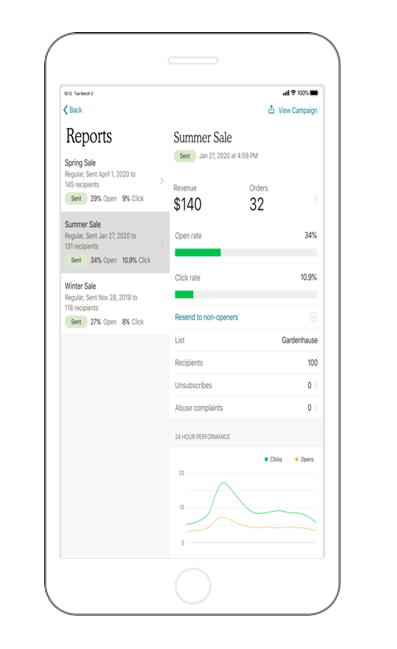 10:12 Tue March 3
100%
Back
View Campaign
Reports
Spring Sale
Regular, Sent April 1, 2020 to
145 recipients
Sent 29% Open 9% Click
Summer Sale
Regular, Sent Jan 27, 2020 to
131 recipients
Sent 34% Open 10.9% Click
Winter Sale
Regular, Sent Nov 28, 2019 to
118 recipients
Sent 27% Open 8% Click
Summer Sale
Sent Jan 27, 2020 at 4:59 PM
Revenue Orders
$140 32
Open rate 34%
Click rate 10.9%
Resend to non-openers
List Gardenhause
Recipients 100
Unsubscribes 0
Abuse complaints 0
24 HOUR PERFORMANCE
Clicks Opens
20
10
0